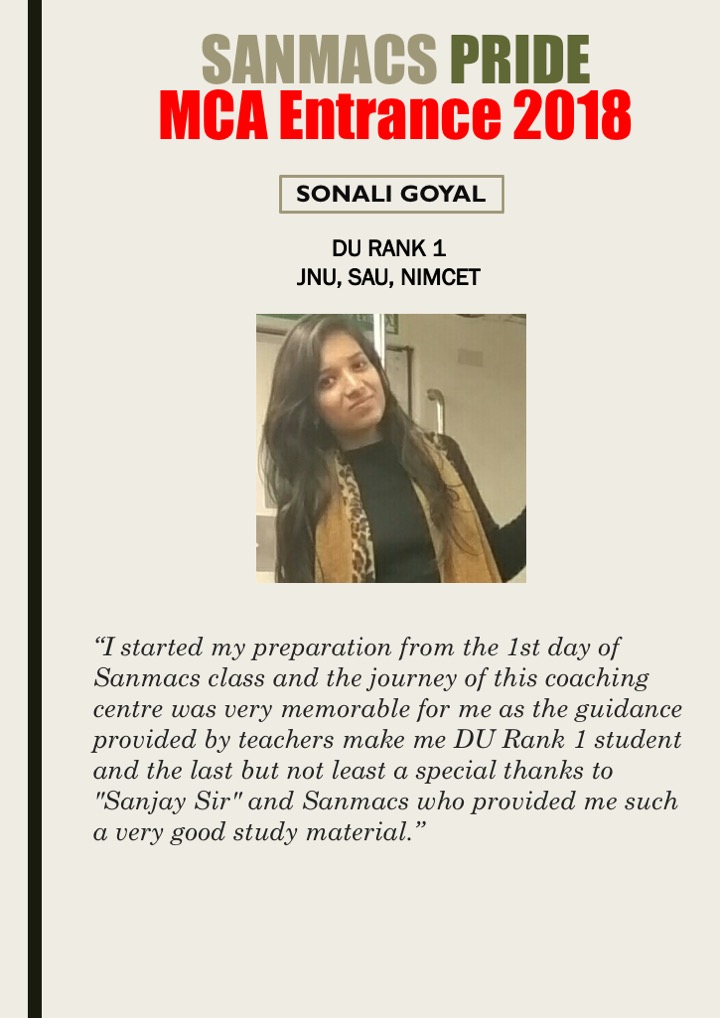 SANMACS PRIDE
MCA Entrance 2018
SONALI GOYAL
DU RANK 1
JNU, SAU, NIMCET
“I started my preparation from the 1st day of
Sanmacs class and the journey of this coaching
centre was very memorable for me as the guidance
provided by teachers make me DU Rank 1 student
and the last but not least a special thanks to
"Sanjay Sir" and Sanmacs who provided me such
a very good study material.”